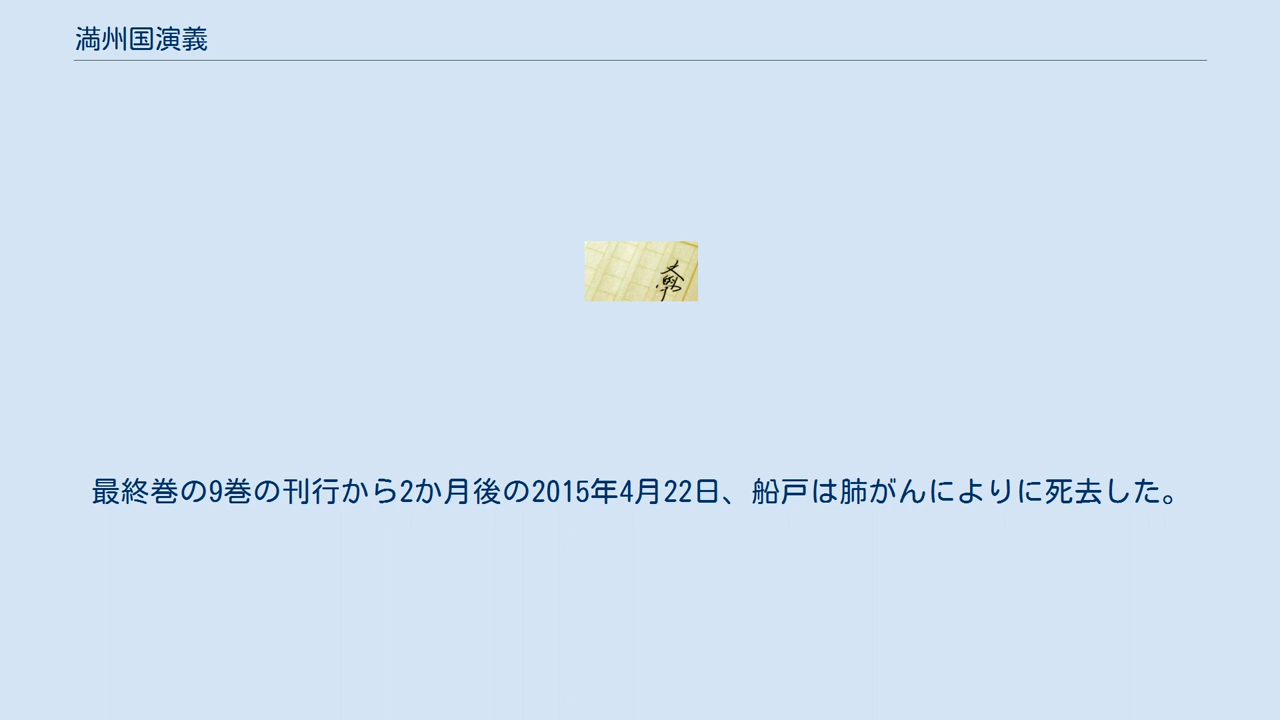 満州国演義
最終巻の9巻の刊行から2か月後の2015年4月22日、船戸は肺がんによりに死去した。